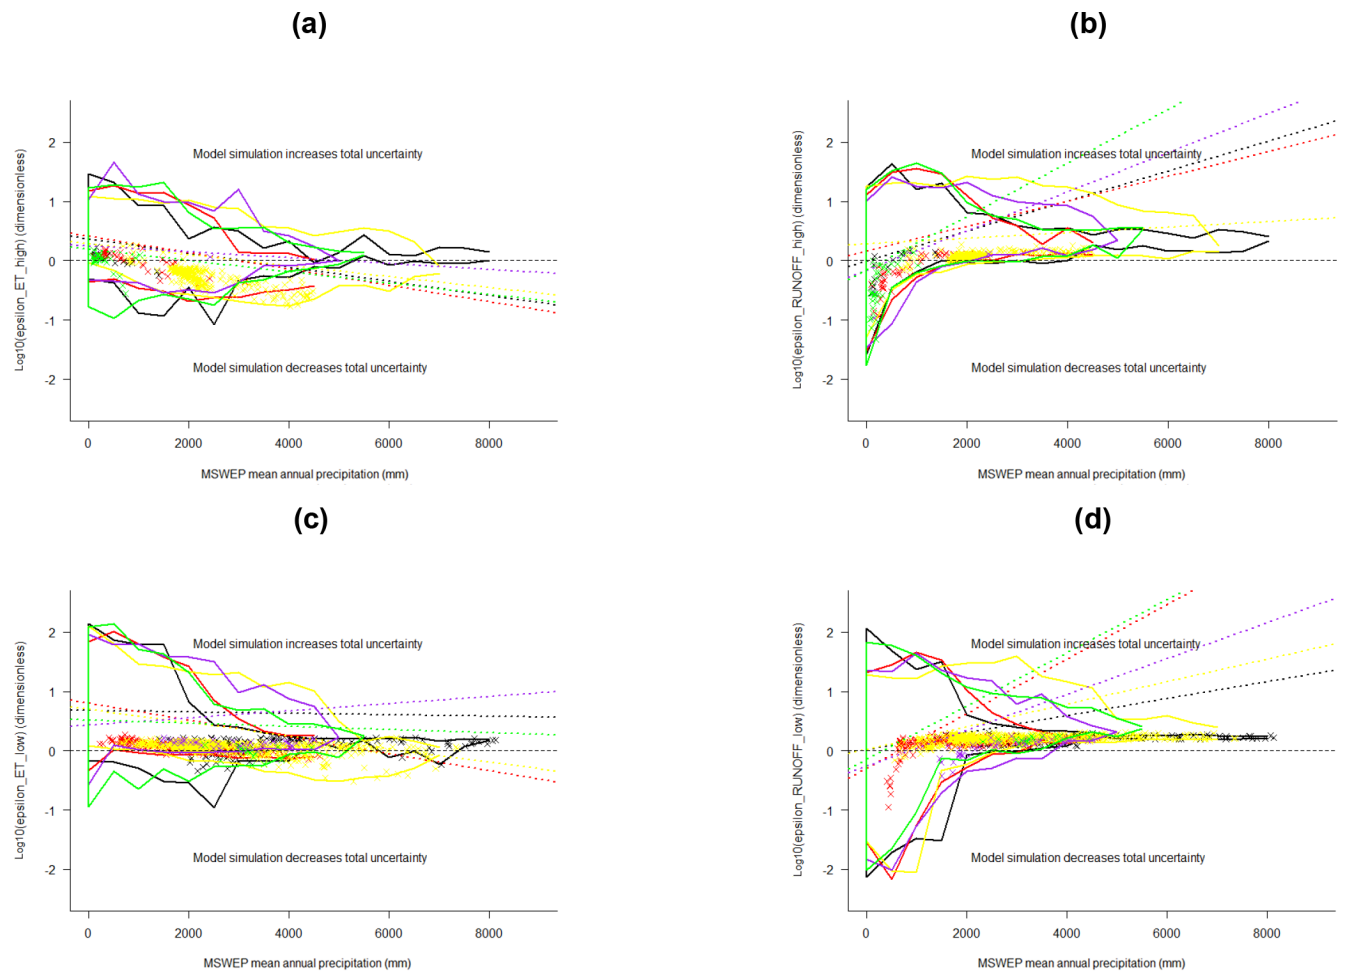 (a)
(b)
Log10(epsilon_ET_high) (dimensionless)
2
1
0
-1
-2
Model simulation increases total uncertainty
Model simulation decreases total uncertainty
0 2000 4000 6000 8000
MSWEP mean annual precipitation (mm)
Log10(epsilon_RUNOFF_high) (dimensionless)
2
1
0
-1
-2
Model simulation increases total uncertainty
Model simulation decreases total uncertainty
0 2000 4000 6000 8000
MSWEP mean annual precipitation (mm)
(c)
(d)
Log10(epsilon_ET_low) (dimensionless)
2
1
0
-1
-2
Model simulation increases total uncertainty
Model simulation decreases total uncertainty
0 2000 4000 6000 8000
MSWEP mean annual precipitation (mm)
Log10(epsilon_RUNOFF_low) (dimensionless)
2
1
0
-1
-2
Model simulation increases total uncertainty
Model simulation decreases total uncertainty
0 2000 4000 6000 8000
MSWEP mean annual precipitation (mm)